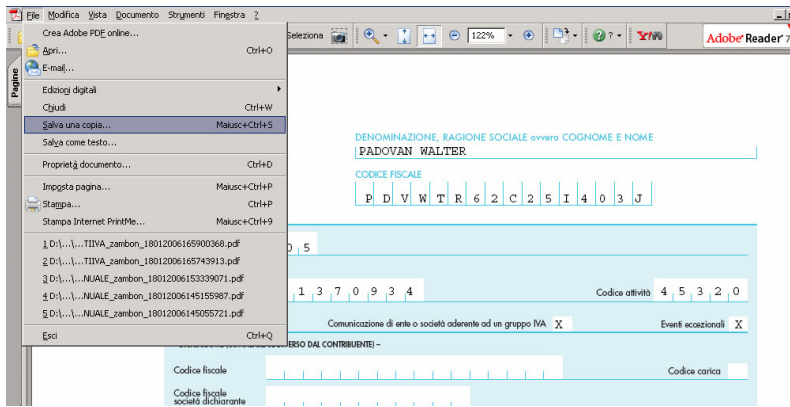 File Modifica Vista Documento Strumenti Finestra ?
Crea Adobe PDF online...
Apri... Ctrl+O
E-mail...
Edizioni digitali
Chiudi Ctrl+W
Salva una copia... Maiusc+Ctrl+S
Salva come testo...
Proprietà documento... Ctrl+D
Imposta pagina... Maiusc+Ctrl+P
Stampa... Ctrl+P
Stampa Internet PrintMe... Maiusc+Ctrl+9
1 D:\...\...TIIVA_zambon_18012006165900368.pdf
2 D:\...\...TIIVA_zambon_18012006165743913.pdf
3 D:\...\...NUALE_zambon_18012006153339071.pdf
4 D:\...\...NUALE_zambon_18012006145155987.pdf
5 D:\...\...NUALE_zambon_18012006145055721.pdf
Esci Ctrl+Q
Seleziona 122% ? Y! Adobe Reader 7
Pagine
DENOMINAZIONE, RAGIONE SOCIALE ovvero COGNOME E NOME
PADOVAN WALTER
CODICE FISCALE
P D V W T R 6 2 C 2 5 I 4 0 3 J
0 5
1 3 7 0 9 3 4 Codice attività 4 5 3 2 0
Comunicazione di ente o società aderente ad un gruppo IVA X Eventi eccezionali X
DIVERSO DAL CONTRIBUENTE) –
Codice fiscale Codice carica
Codice fiscale
società dichiarante